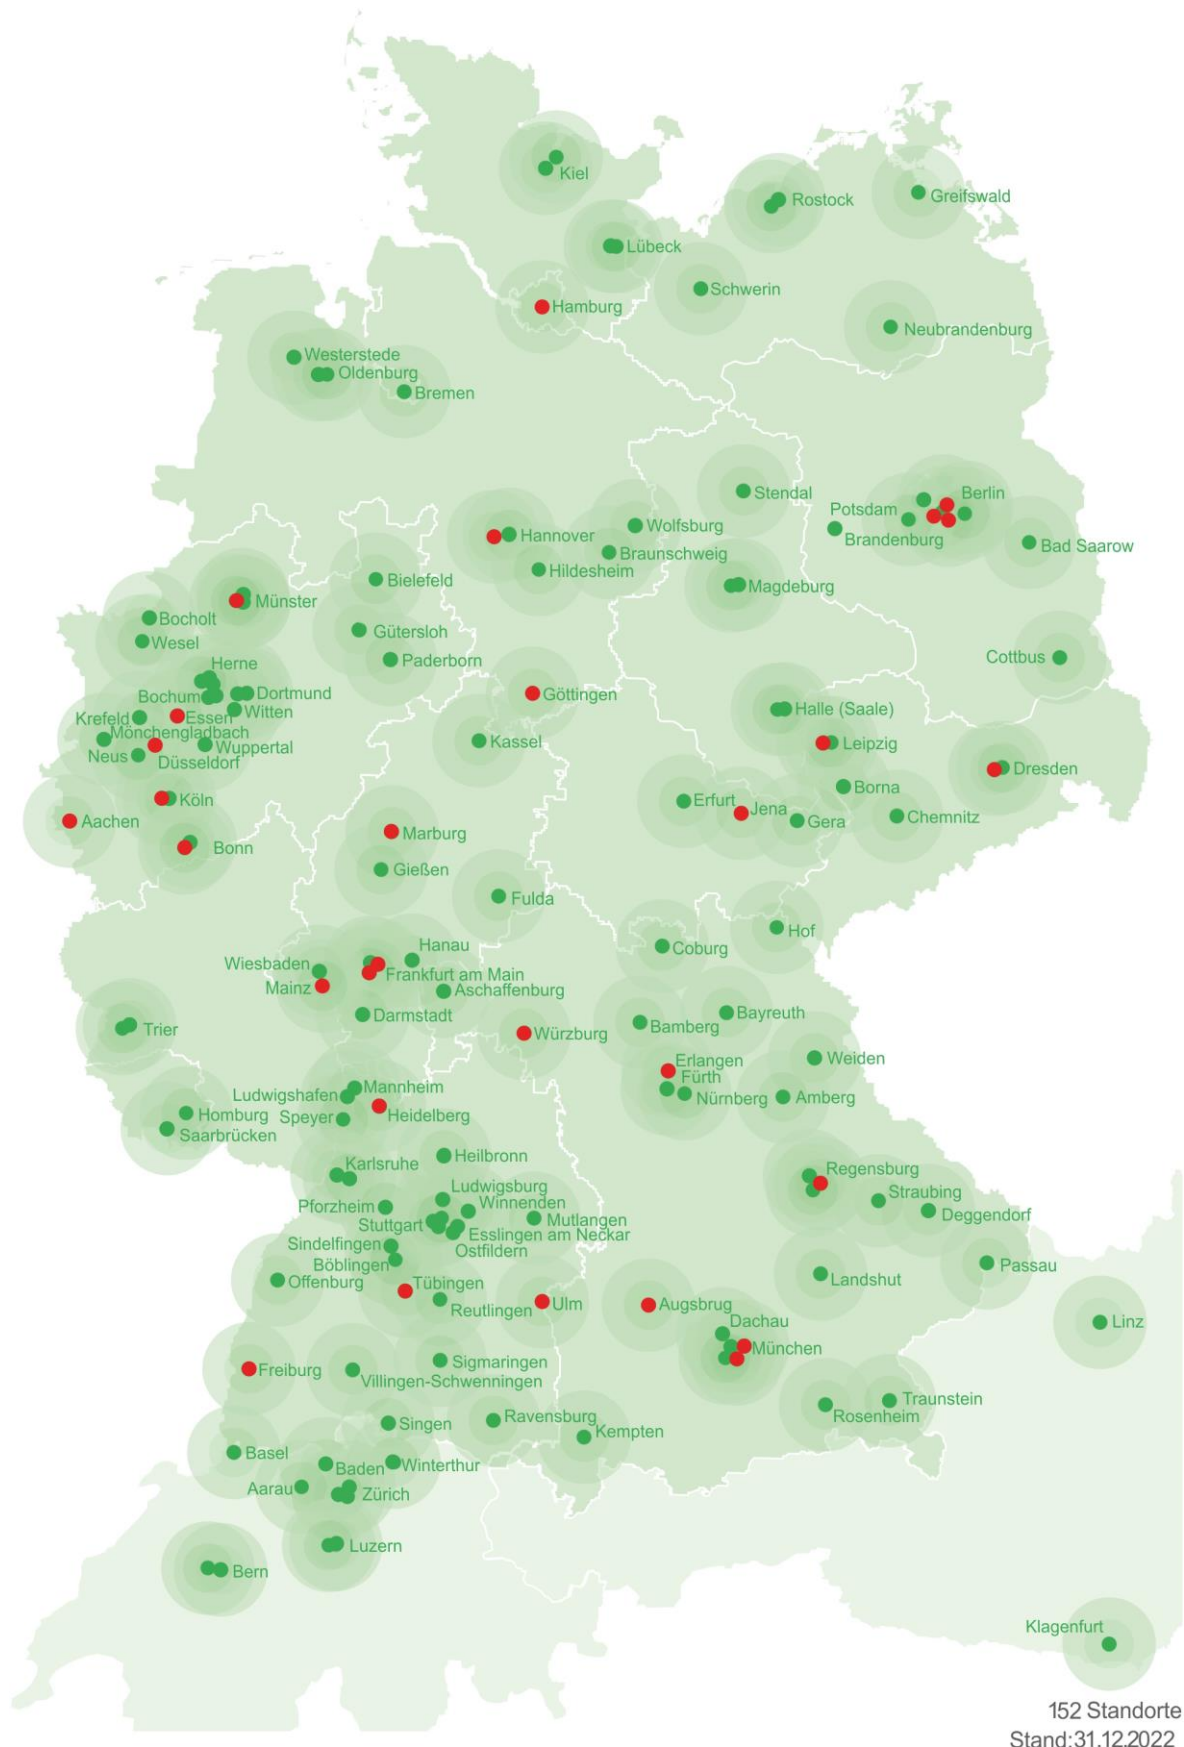 Kiel
Rostock
Greifswald
Lübeck
Schwerin
Hamburg
Neubrandenburg
Westerstede
Oldenburg
Bremen
Stendal
Berlin
Potsdam
Brandenburg
Bad Saarow
Wolfsburg
Hannover
Braunschweig
Hildesheim
Bielefeld
Magdeburg
Münster
Bocholt
Gütersloh
Wesel
Paderborn
Cottbus
Herne
Bochum
Dortmund
Göttingen
Witten
Halle (Saale)
Krefeld
Essen
Mönchengladbach
Wuppertal
Kassel
Leipzig
Neus
Düsseldorf
Dresden
Borna
Köln
Erfurt
Jena
Gera
Chemnitz
Aachen
Marburg
Bonn
Gießen
Fulda
Hof
Coburg
Hanau
Wiesbaden
Frankfurt am Main
Mainz
Aschaffenburg
Darmstadt
Bayreuth
Bamberg
Trier
Würzburg
Weiden
Erlangen
Fürth
Nürnberg
Amberg
Mannheim
Ludwigshafen
Homburg
Speyer
Heidelberg
Saarbrücken
Heilbronn
Karlsruhe
Regensburg
Ludwigsburg
Straubing
Winnenden
Pforzheim
Deggendorf
Mutlangen
Stuttgart
Esslingen am Neckar
Sindelfingen
Ostfildern
Böblingen
Passau
Offenburg
Tübingen
Landshut
Reutlingen
Ulm
Augsbrug
Dachau
Linz
München
Sigmaringen
Freiburg
Villingen-Schwenningen
Traunstein
Rosenheim
Singen
Ravensburg
Kempten
Basel
Baden
Winterthur
Aarau
Zürich
Luzern
Bern
Klagenfurt
152 Standorte
Stand:31.12.2022